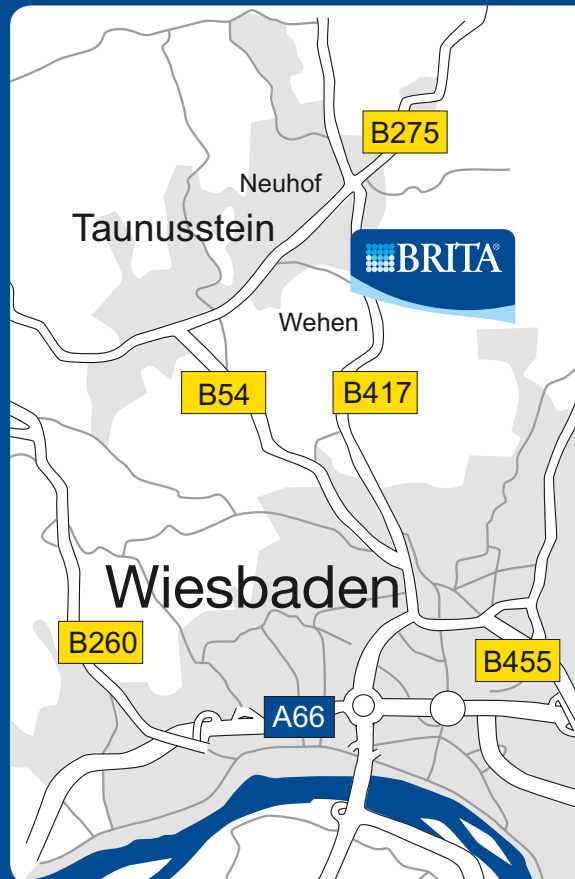 B275
Neuhof
Taunusstein
BRITA®
Wehen
B54
B417
Wiesbaden
B260
B455
A66